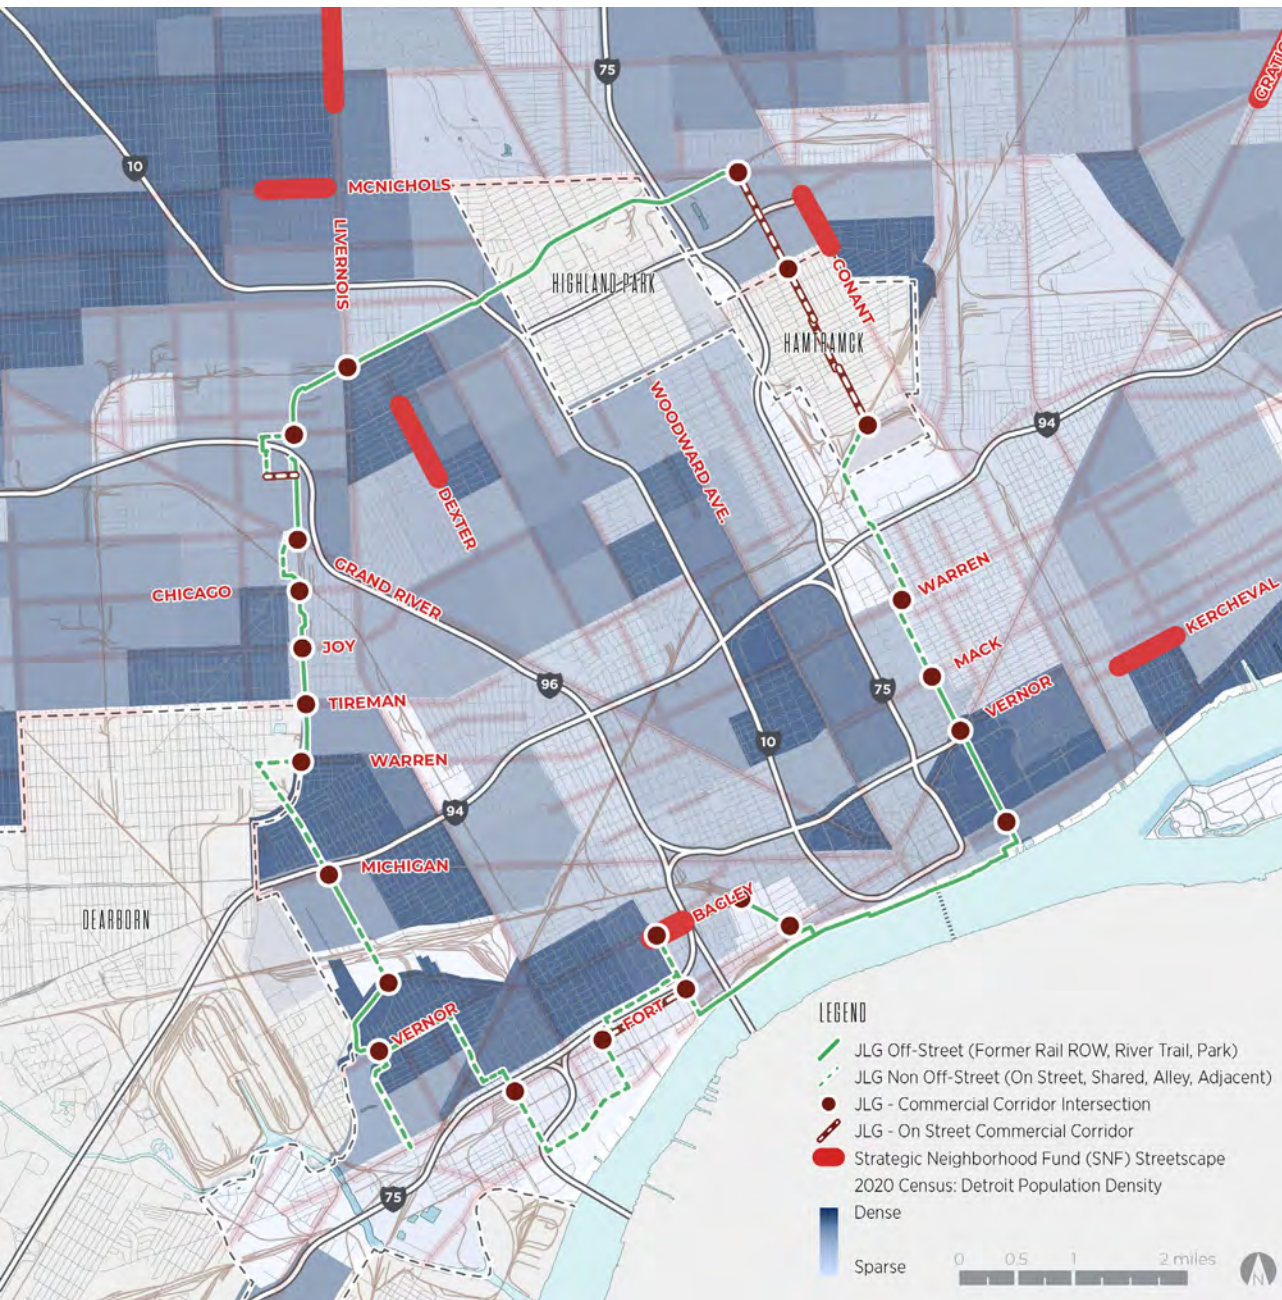 75
GRATIO
10
MCNICHOLS
LIVERNOIS
HIGHLAND PARK
CONANT
HAMTRAMCK
WOODWARD AVE.
94
DEXTER
GRAND RIVER
CHICAGO
WARREN
KERCHEVAL
JOY
MACK
96
75
VERNOR
TIREMAN
10
WARREN
94
MICHIGAN
DEARBORN
BAGLEY
VERNOR
FORT
75
LEGEND
JLG Off-Street (Former Rail ROW, River Trail, Park)
JLG Non Off-Street (On Street, Shared, Alley, Adjacent)
JLG - Commercial Corridor Intersection
JLG - On Street Commercial Corridor
Strategic Neighborhood Fund (SNF) Streetscape
2020 Census: Detroit Population Density
Dense
Sparse
0 0.5 1 2 miles
N